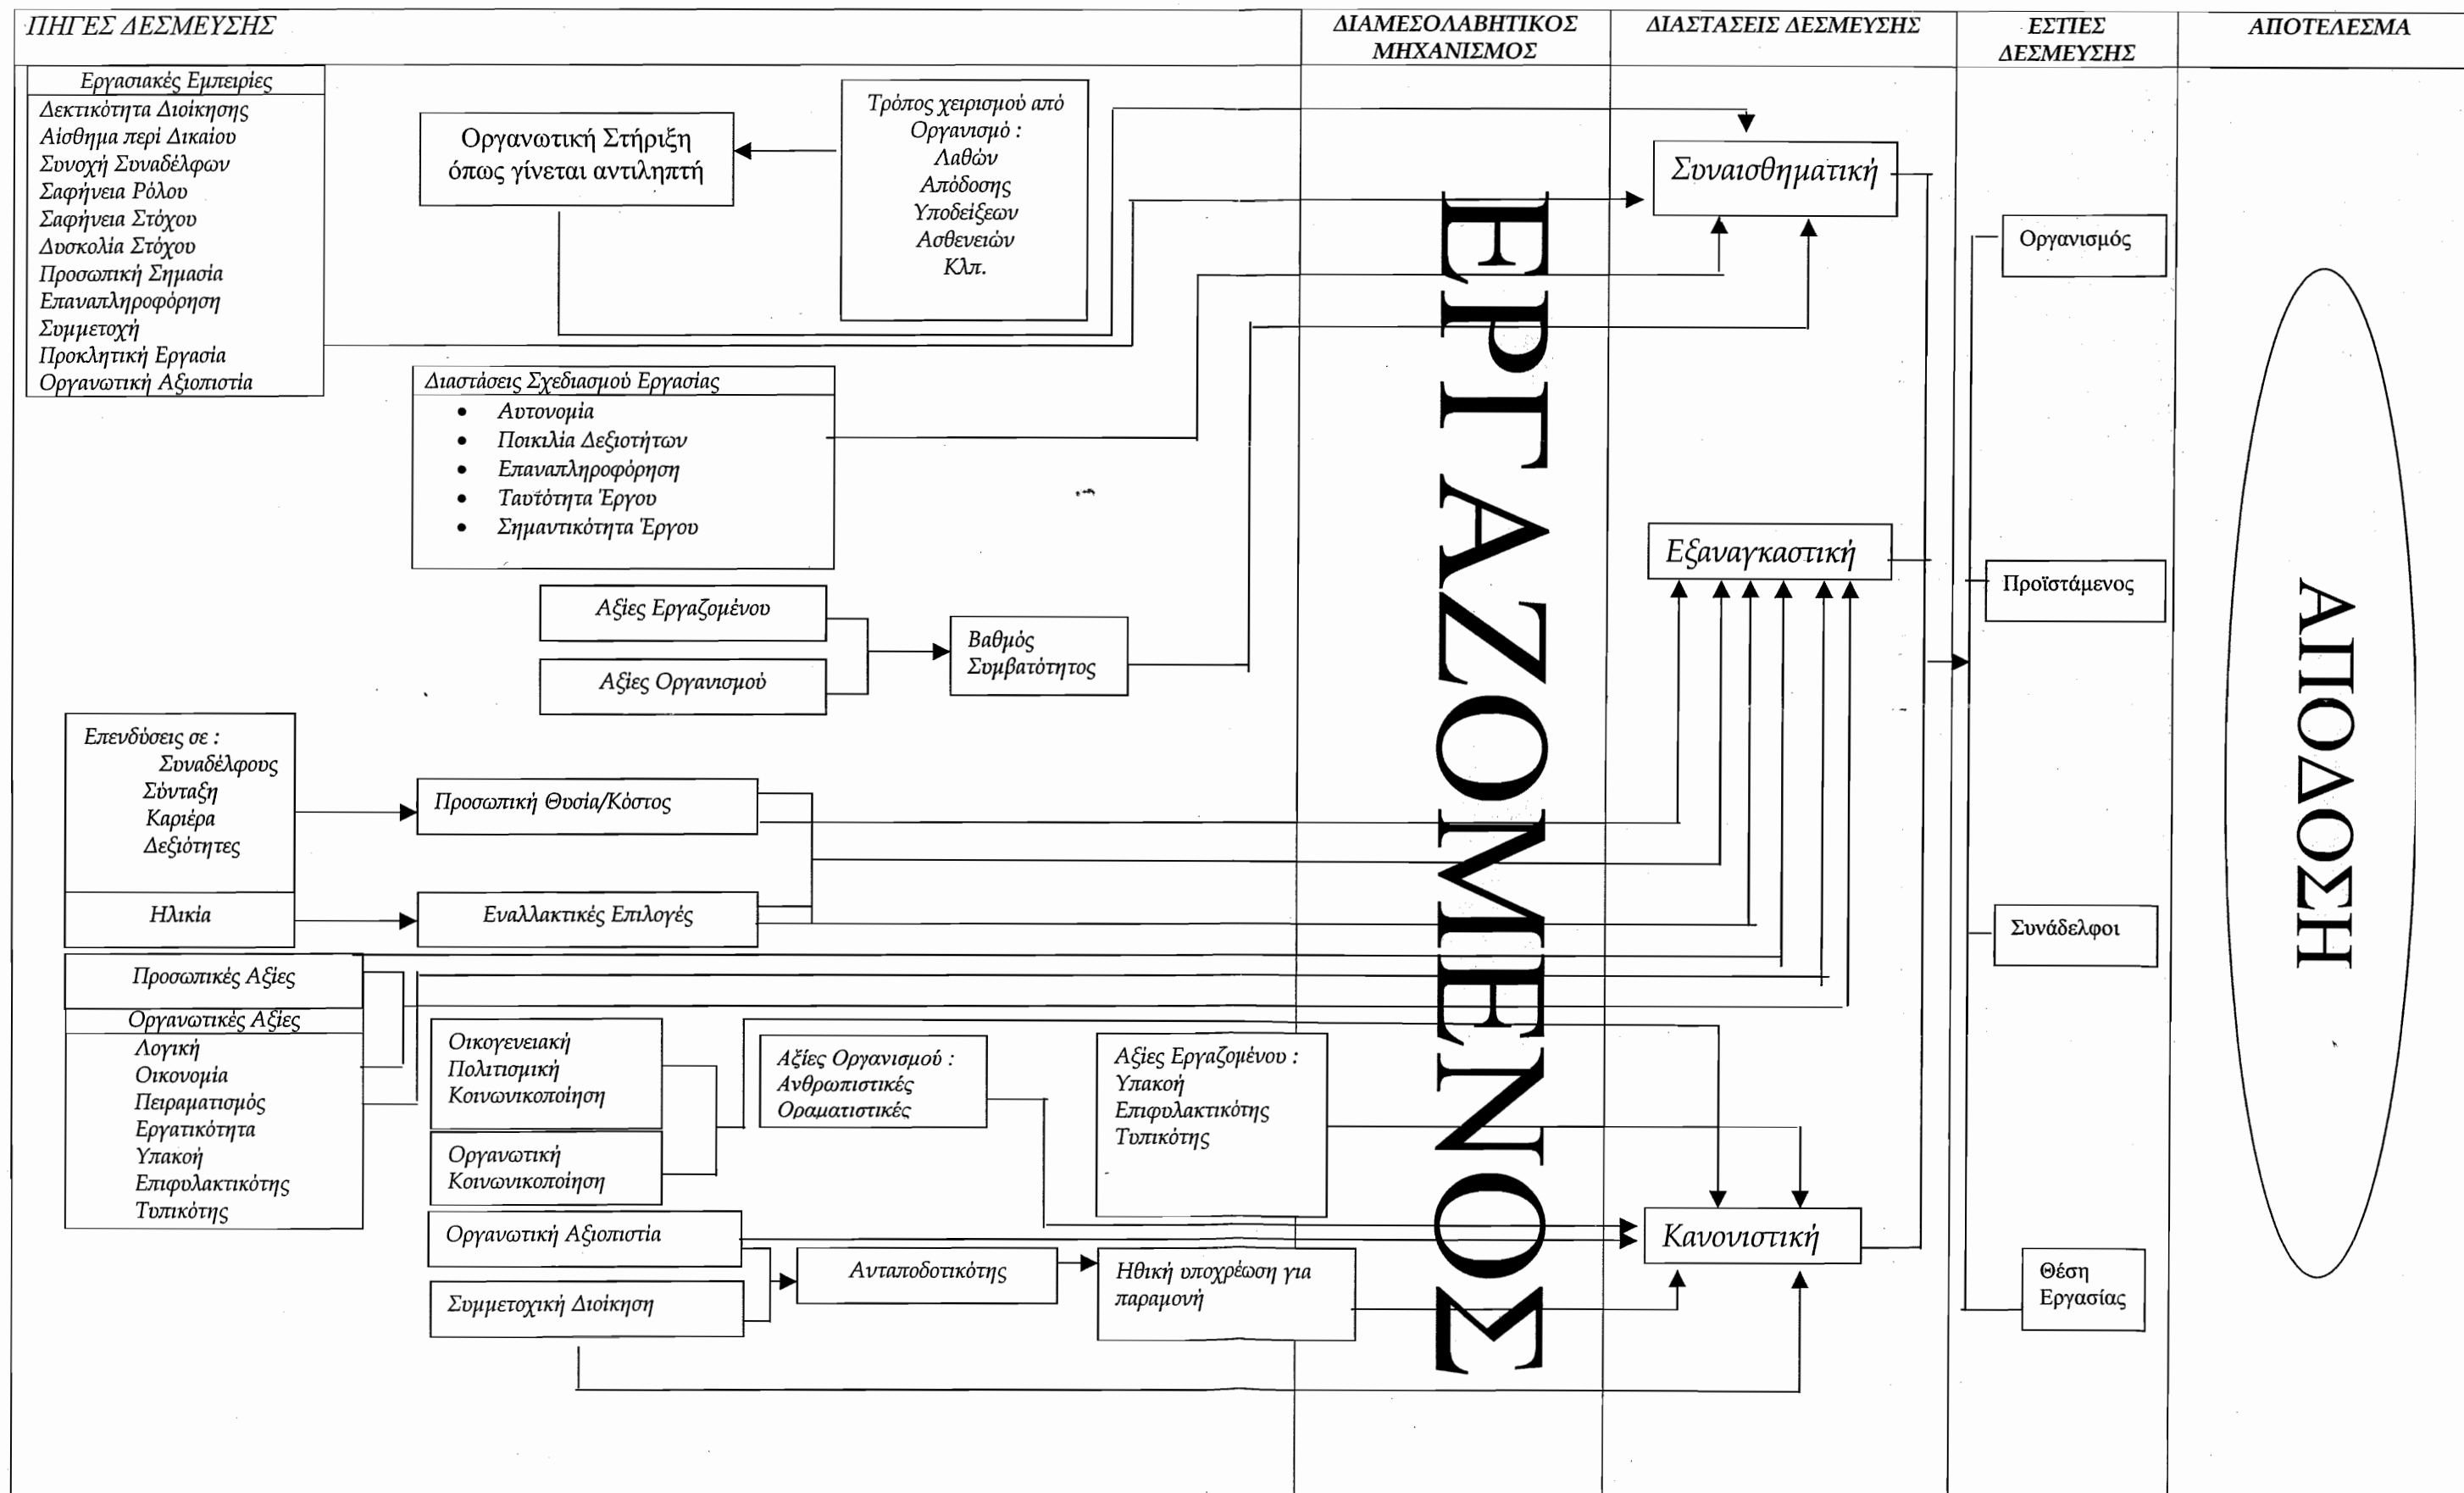 ΠΗΓΕΣ ΔΕΣΜΕΥΣΗΣ
ΔΙΑΜΕΣΟΛΑΒΗΤΙΚΟΣ
ΜΗΧΑΝΙΣΜΟΣ
ΔΙΑΣΤΑΣΕΙΣ ΔΕΣΜΕΥΣΗΣ
ΕΣΤΙΕΣ
ΔΕΣΜΕΥΣΗΣ
ΑΠΟΤΕΛΕΣΜΑ
Εργασιακές Εμπειρίες
Δεκτικότητα Διοίκησης
Αίσθημα περί Δικαίου
Συνοχή Συναδέλφων
Σαφήνεια Ρόλου
Σαφήνεια Στόχου
Δυσκολία Στόχου
Προσωπική Σημασία
Επαναπληροφόρηση
Συμμετοχή
Προκλητική Εργασία
Οργανωτική Αξιοπιστία
Οργανωτική Στήριξη
όπως γίνεται αντιληπτή
Τρόπος χειρισμού από
Οργανισμό :
Λαθών
Απόδοσης
Υποδείξεων
Ασθενειών
Κλπ.
Διαστάσεις Σχεδιασμού Εργασίας
• Αυτονομία
• Ποικιλία Δεξιοτήτων
• Επαναπληροφόρηση
• Ταυτότητα Έργου
• Σημαντικότητα Έργου
Αξίες Εργαζομένου
Αξίες Οργανισμού
Βαθμός
Συμβατότητος
Επενδύσεις σε :
Συναδέλφους
Σύνταξη
Καριέρα
Δεξιότητες
Ηλικία
Προσωπική Θυσία/Κόστος
Εναλλακτικές Επιλογές
Προσωπικές Αξίες
Οργανωτικές Αξίες
Λογική
Οικονομία
Πειραματισμός
Εργατικότητα
Υπακοή
Επιφυλακτικότης
Τυπικότης
Οικογενειακή
Πολιτισμική
Κοινωνικοποίηση
Οργανωτική
Κοινωνικοποίηση
Αξίες Οργανισμού :
Ανθρωπιστικές
Οραματιστικές
Αξίες Εργαζομένου :
Υπακοή
Επιφυλακτικότης
Τυπικότης
Οργανωτική Αξιοπιστία
Συμμετοχική Διοίκηση
Ανταποδοτικότης
Ηθική υποχρέωση για
παραμονή
ΕΡΓΑΖΟΜΕΝΟΣ
Συναισθηματική
Εξαναγκαστική
Κανονιστική
Οργανισμός
Προϊστάμενος
Συνάδελφοι
Θέση
Εργασίας
ΑΠΟΔΟΣΗ